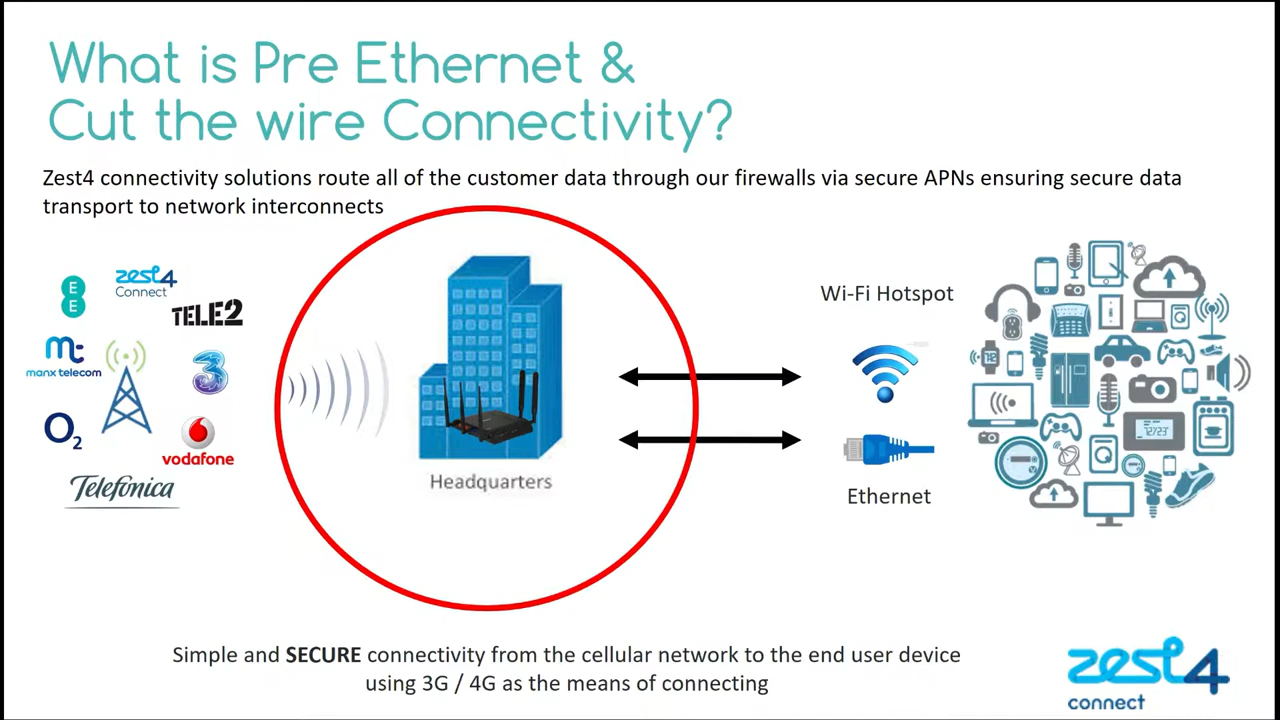 What is Pre Ethernet &
Cut the wire Connectivity?
Zest4 connectivity solutions route all of the customer data through our firewalls via secure APNs ensuring secure data
transport to network interconnects
EE
zest4
Connect
TELE2
mt
manx telecom
3
O2
vodafone
Telefónica
Headquarters
Wi-Fi Hotspot
Ethernet
Simple and SECURE connectivity from the cellular network to the end user device
using 3G / 4G as the means of connecting
zest4
connect